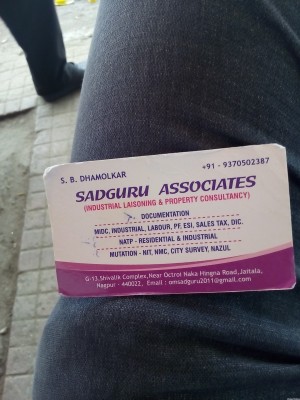 S. B. DHAMOLKAR
+91 - 9370502387
SADGURU ASSOCIATES
(INDUSTRIAL LAISONING & PROPERTY CONSULTANCY)
DOCUMENTATION
MIDC, INDUSTRIAL, LABOUR, PF, ESI, SALES TAX, DIC.
NATP - RESIDENTIAL & INDUSTRIAL
MUTATION - NIT, NMC, CITY SURVEY, NAZUL
G-13,Shivalik Complex,Near Octroi Naka Hingna Road,Jaitala,
Nagpur - 440022, Email : omsadguru2011@gmail.com